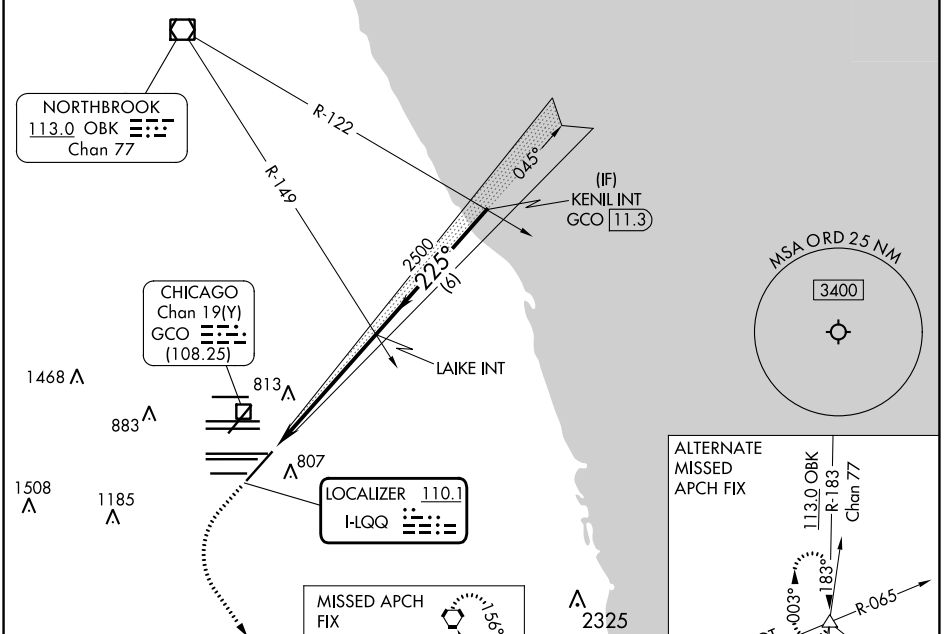 NORTHBROOK
113.0 OBK
Chan 77
R-122
R-149
045°
(IF)
KENIL INT
GCO 11.3
2500
225°
(6)
MSA ORD 25 NM
3400
CHICAGO
Chan 19(Y)
GCO
(108.25)
LAIKE INT
1468
813
883
807
1508
1185
LOCALIZER 110.1
I-LQQ
ALTERNATE
MISSED
APCH FIX
113.0 OBK
R-183
Chan 77
MISSED APCH
FIX
156°
2325
003°
183°
R-065